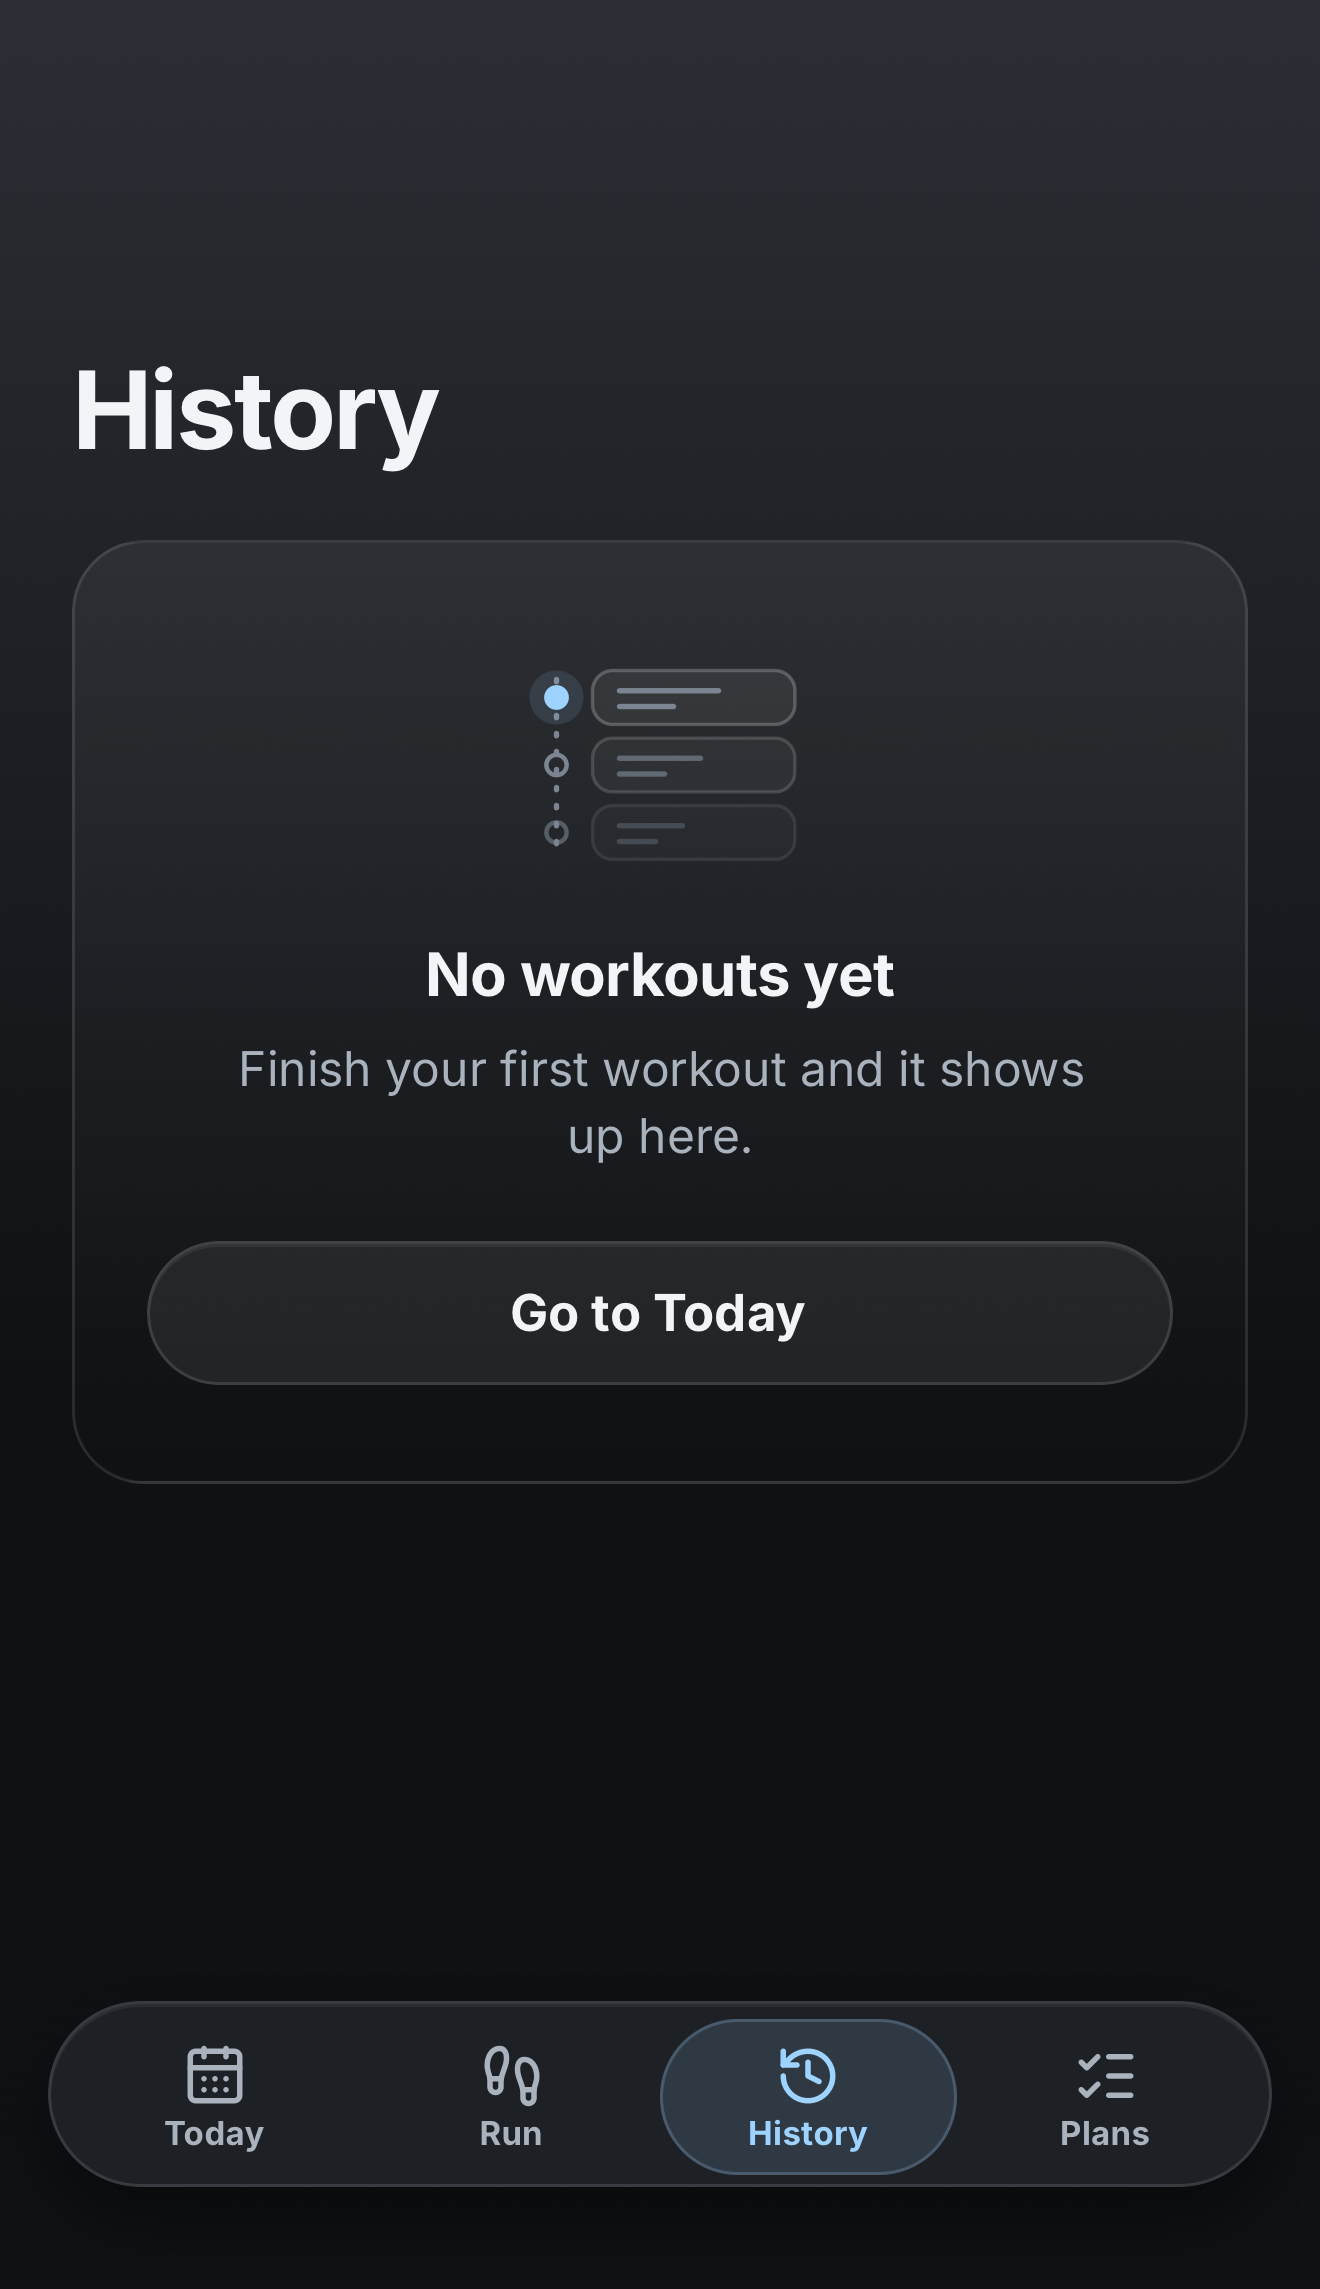 History
No workouts yet
Finish your first workout and it shows
up here.
Go to Today
Today
Run
History
Plans